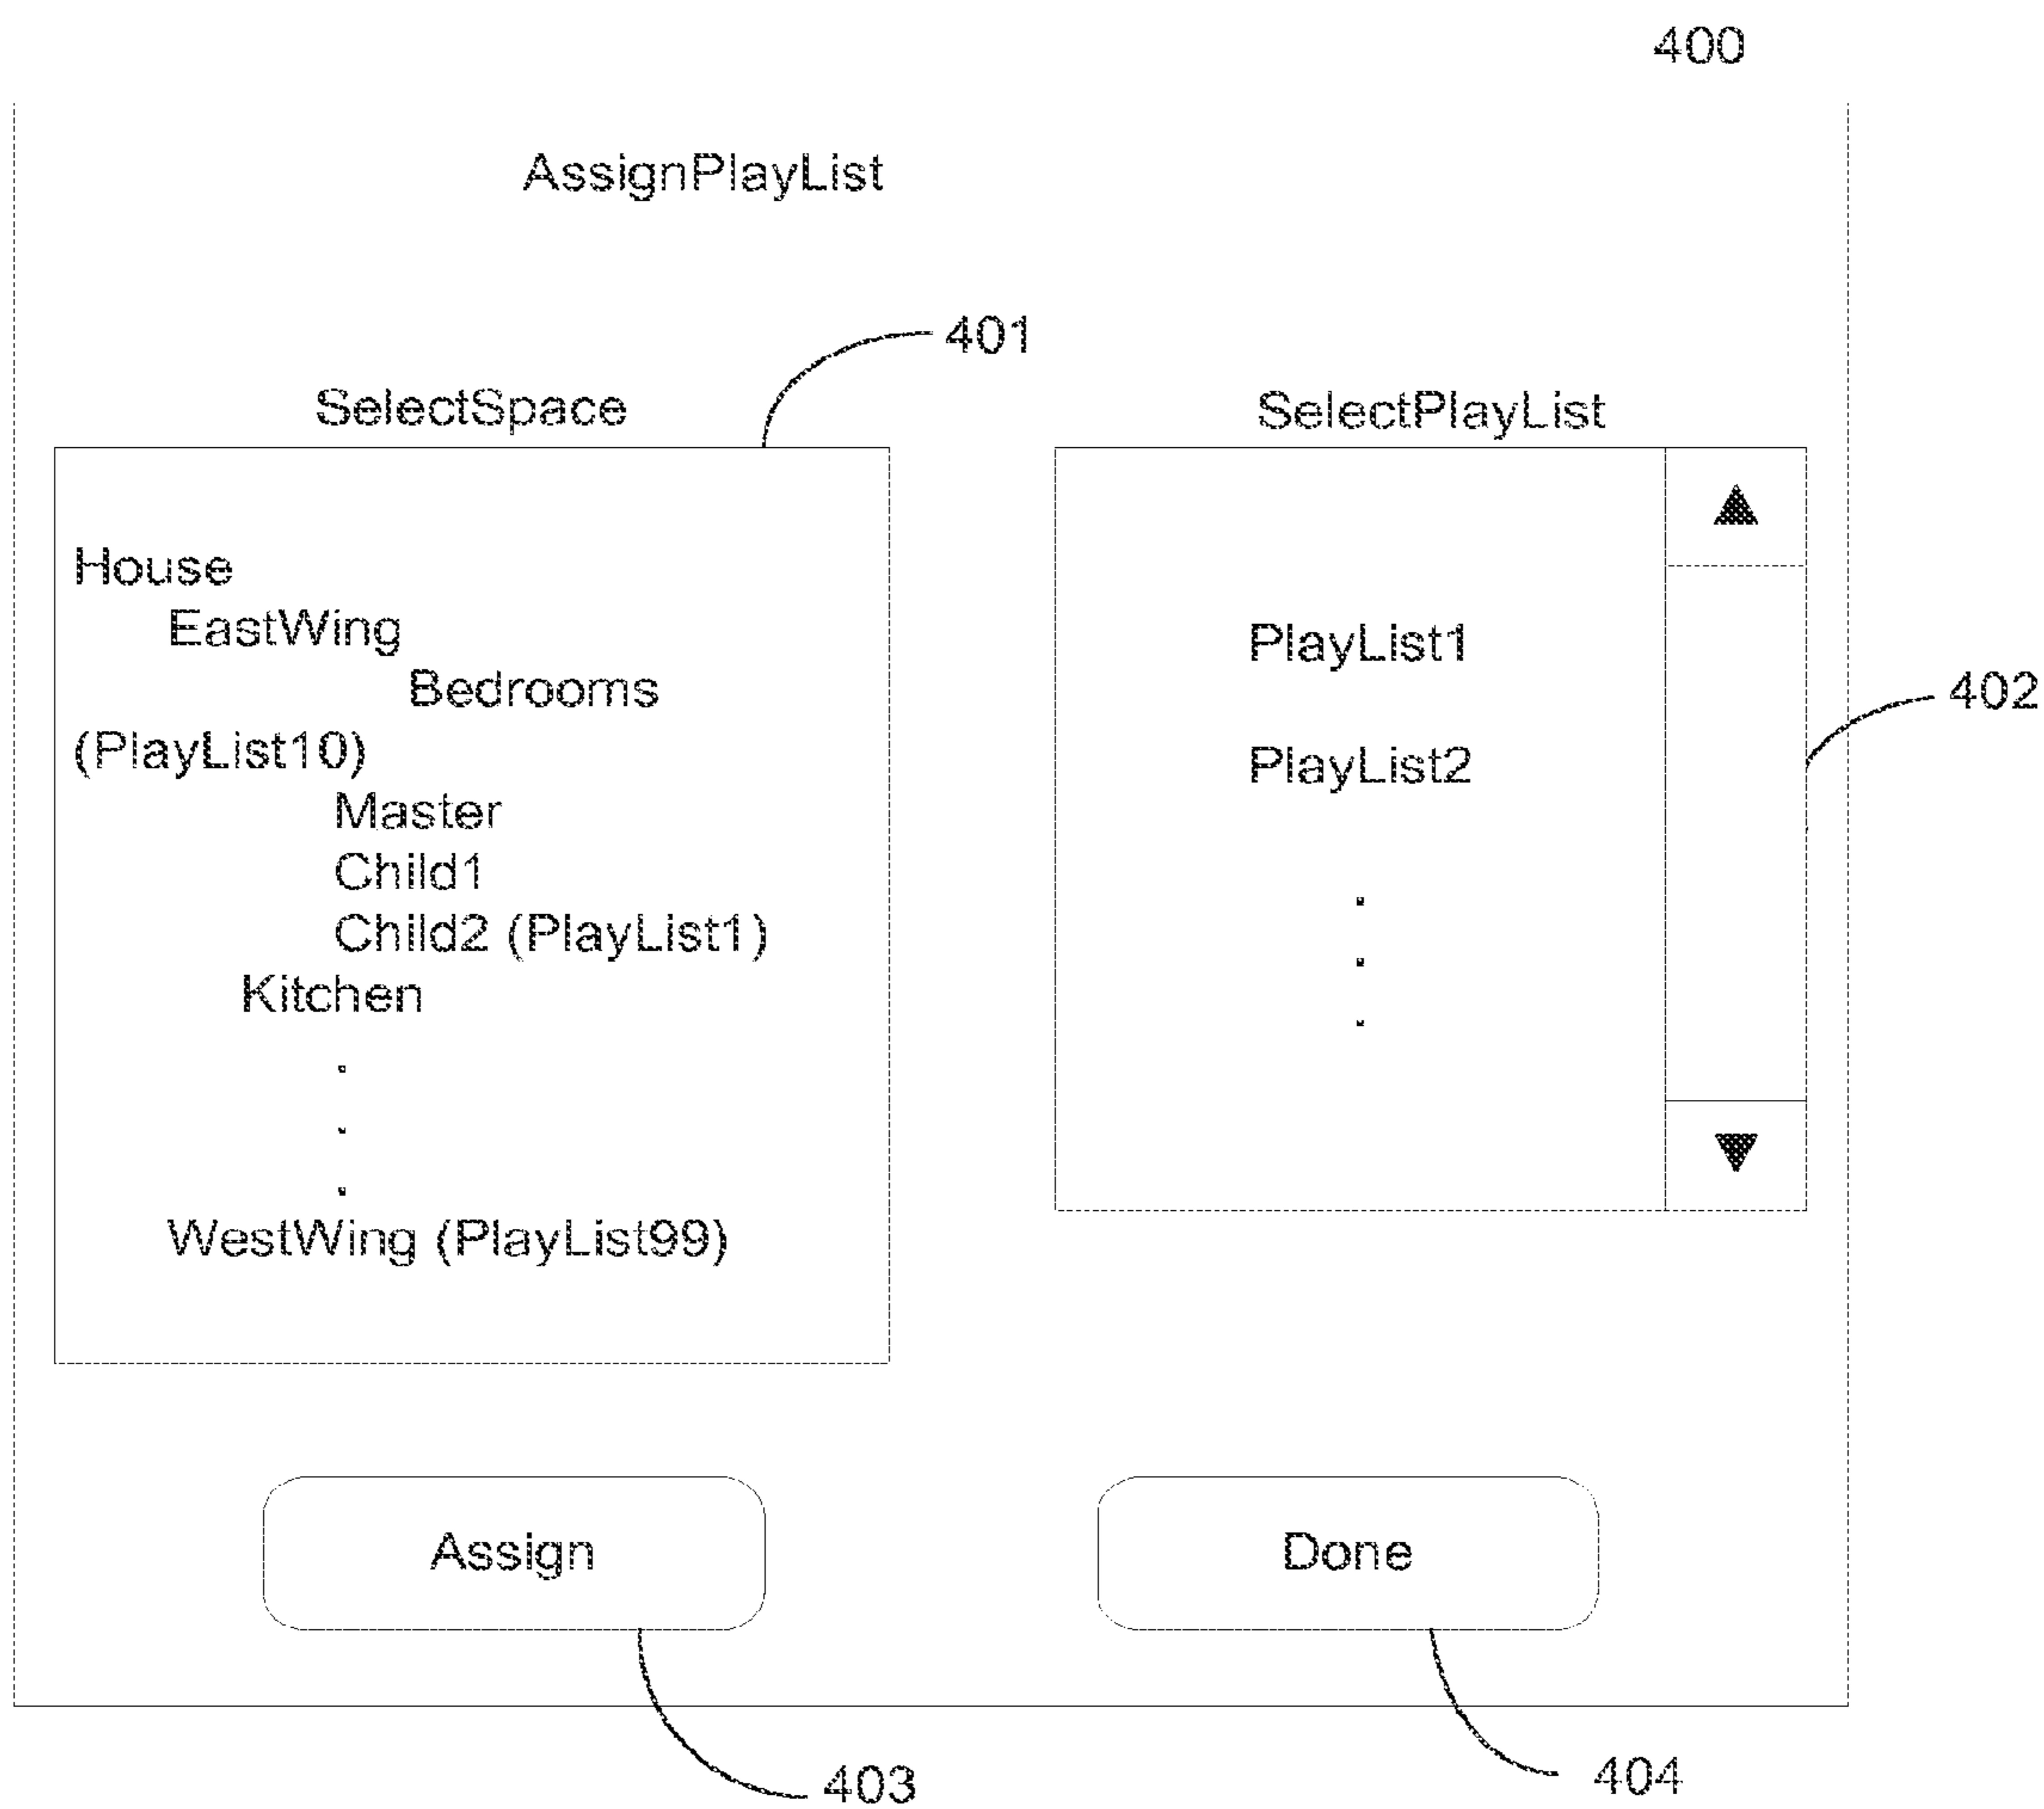 400
AssignPlayList
401
SelectSpace
House
EastWing
Bedrooms
(PlayList10)
Master
Child1
Child2 (PlayList1)
Kitchen
.
.
.
WestWing (PlayList99)
SelectPlayList
PlayList1
PlayList2
.
.
.
402
Assign
Done
403
404